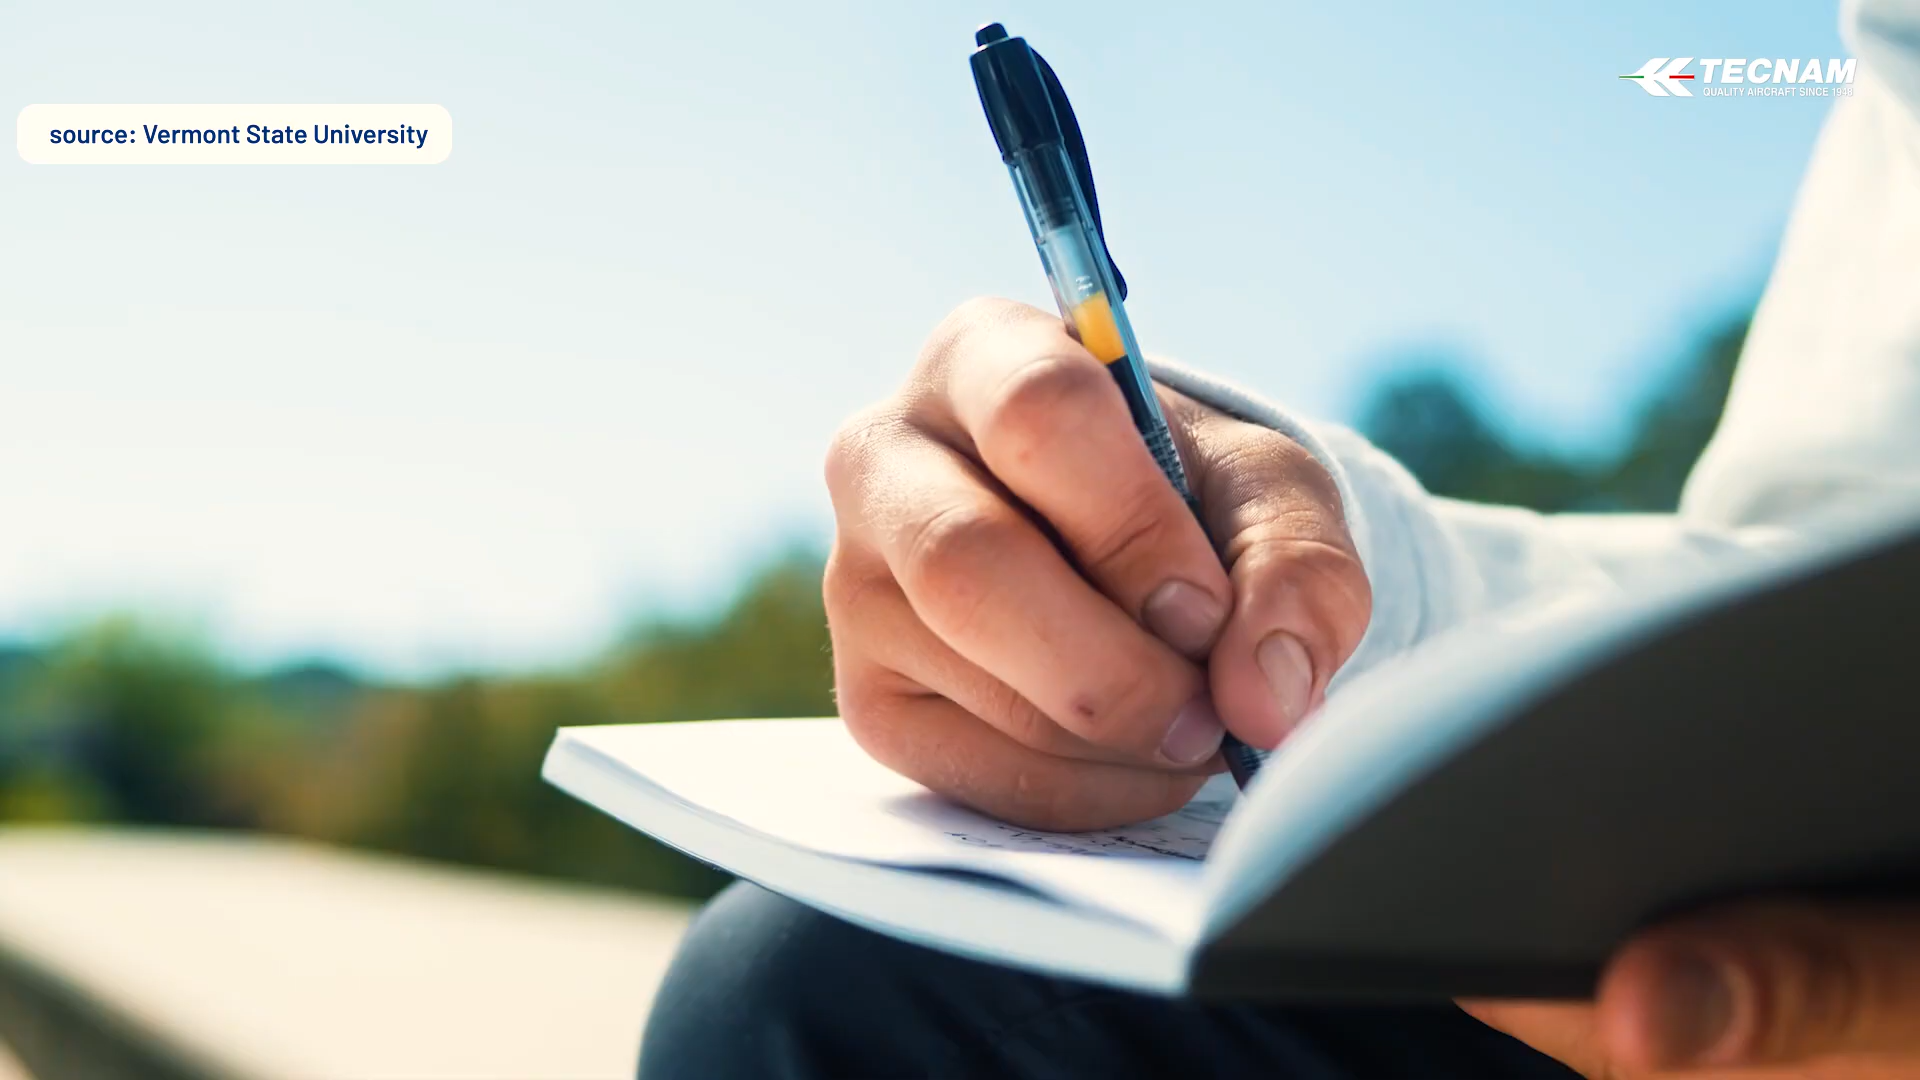 source: Vermont State University
TECNAM
QUALITY AIRCRAFT SINCE 1948